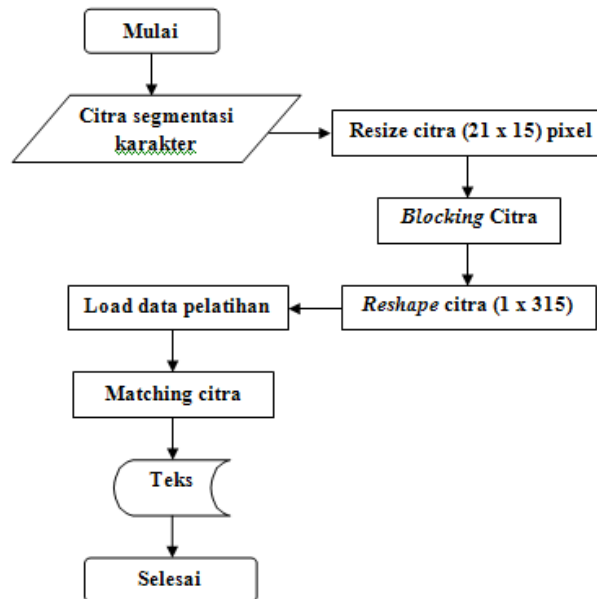 Mulai
Citra segmentasi
karakter
Resize citra (21 x 15) pixel
Blocking Citra
Reshape citra (1 x 315)
Load data pelatihan
Matching citra
Teks
Selesai